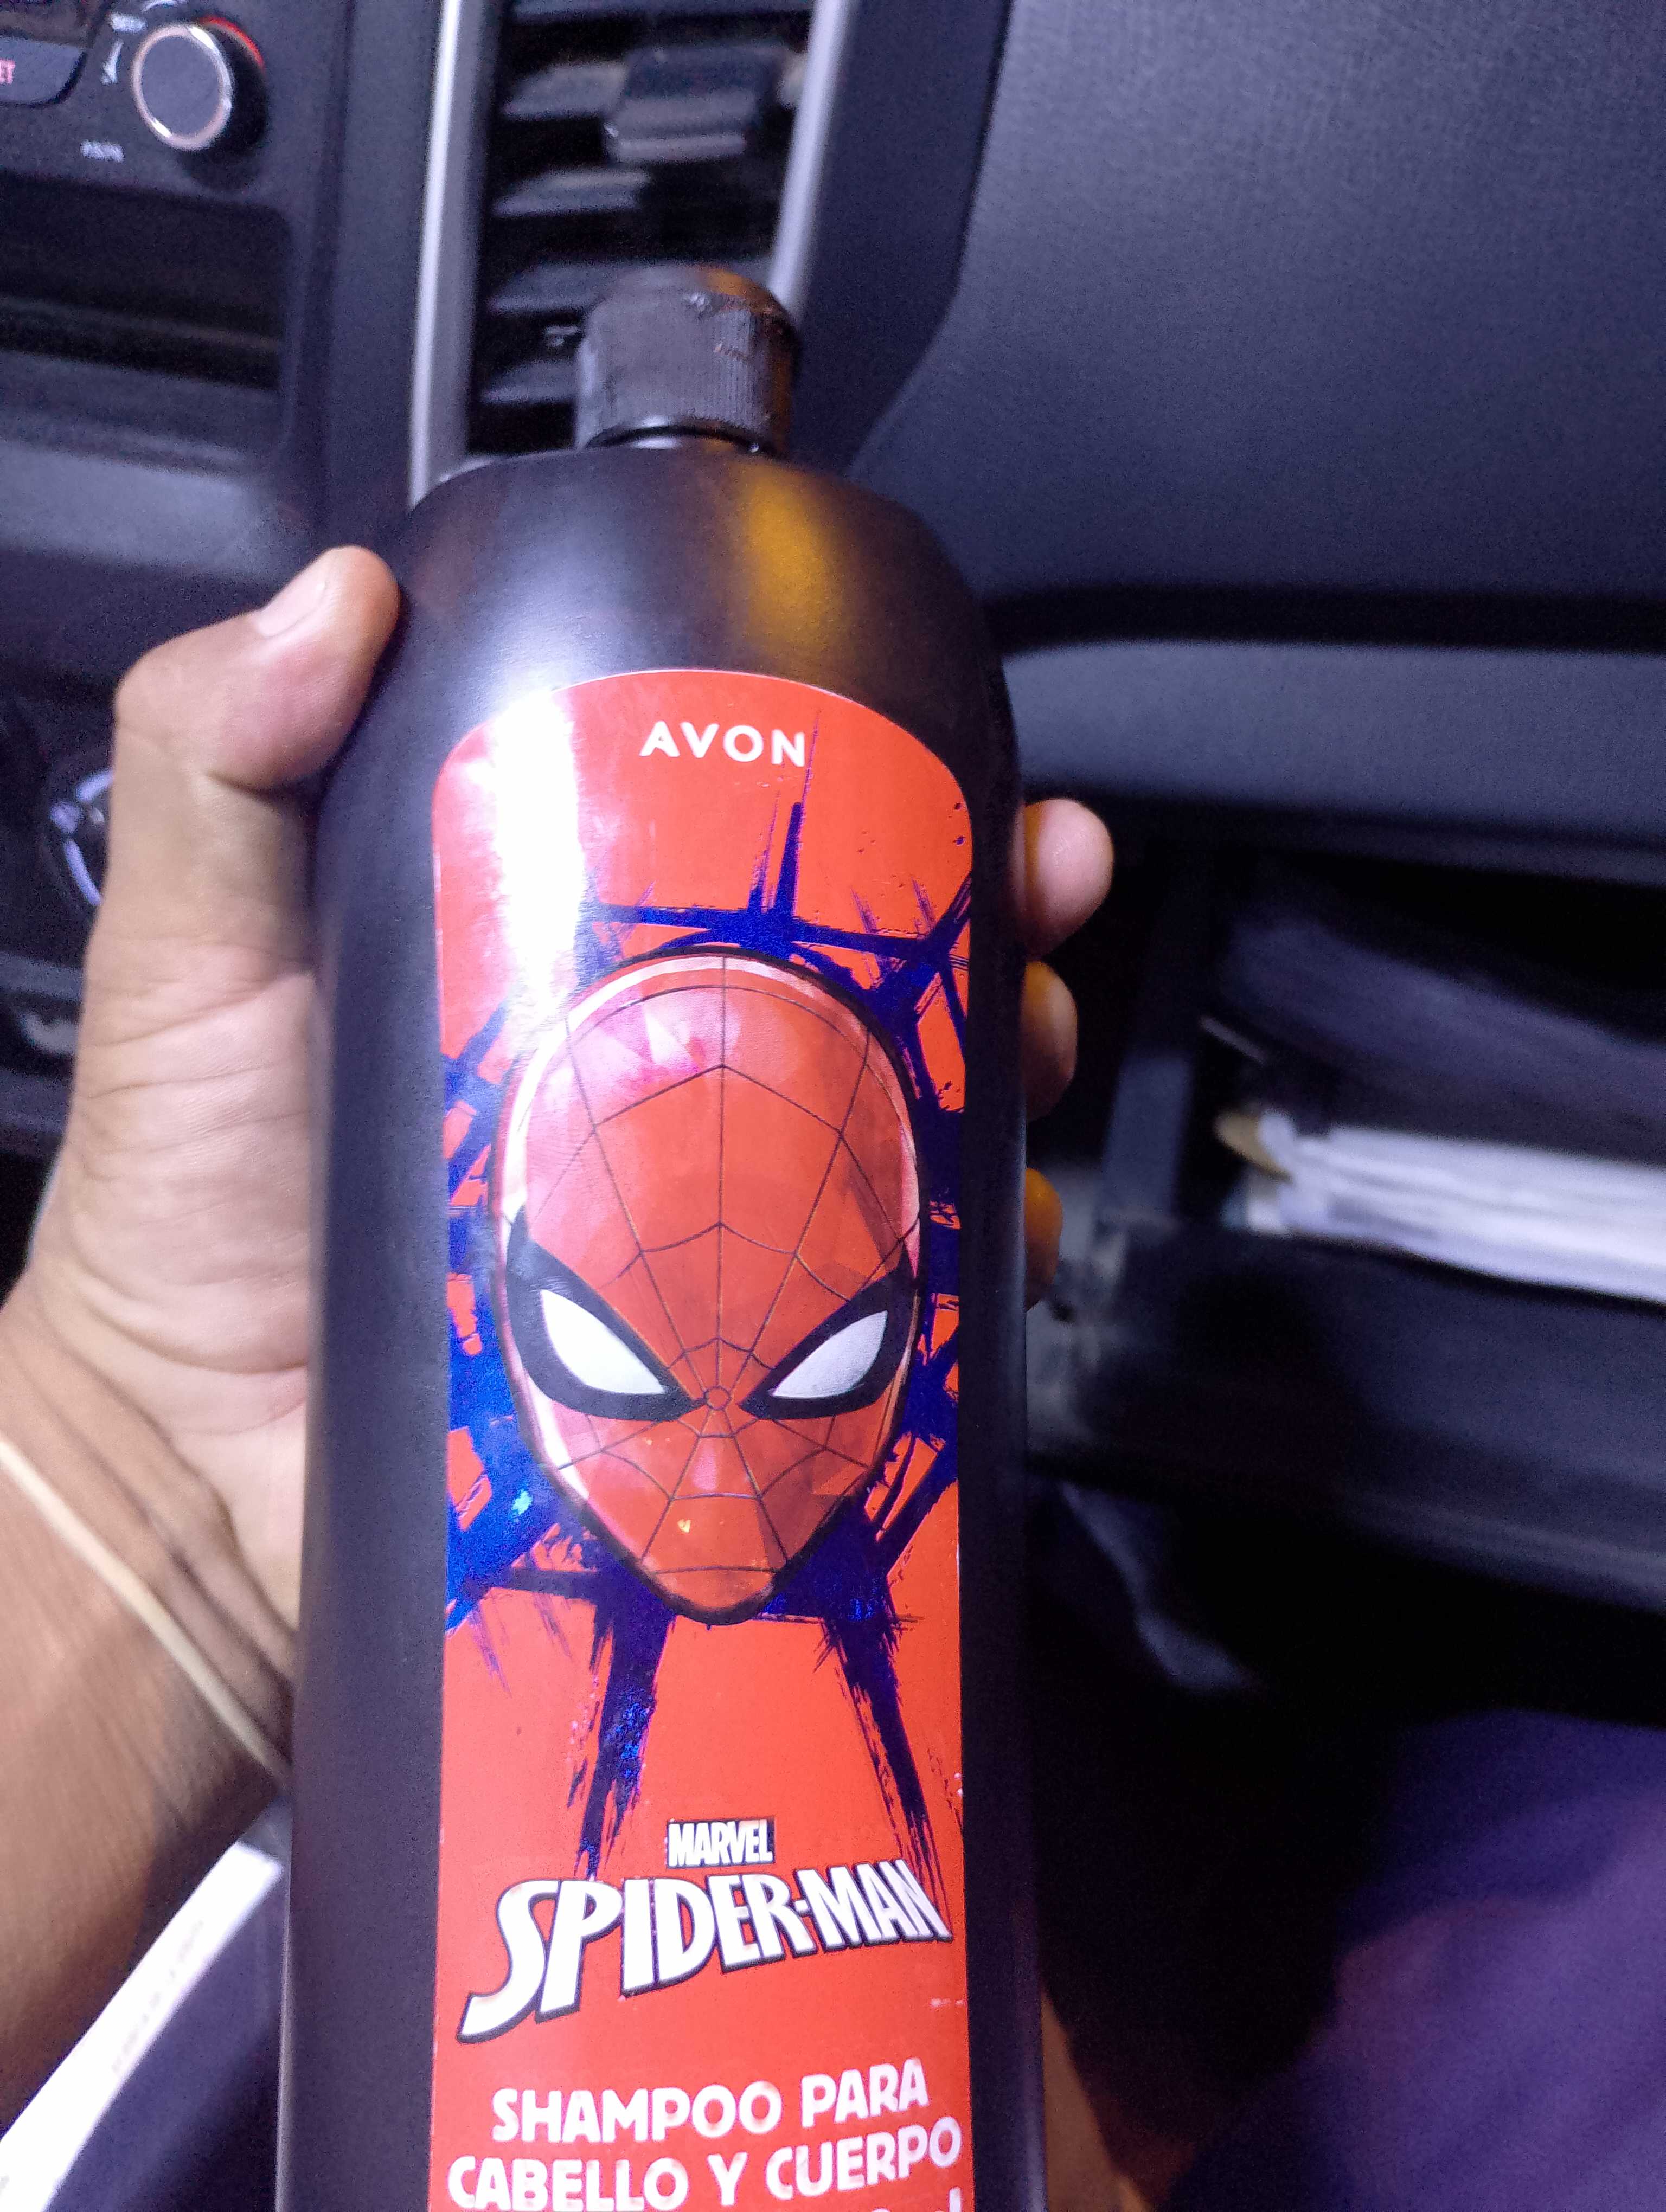 AVON
MARVEL
SPIDER-MAN
SHAMPOO PARA
CABELLO Y CUERPO